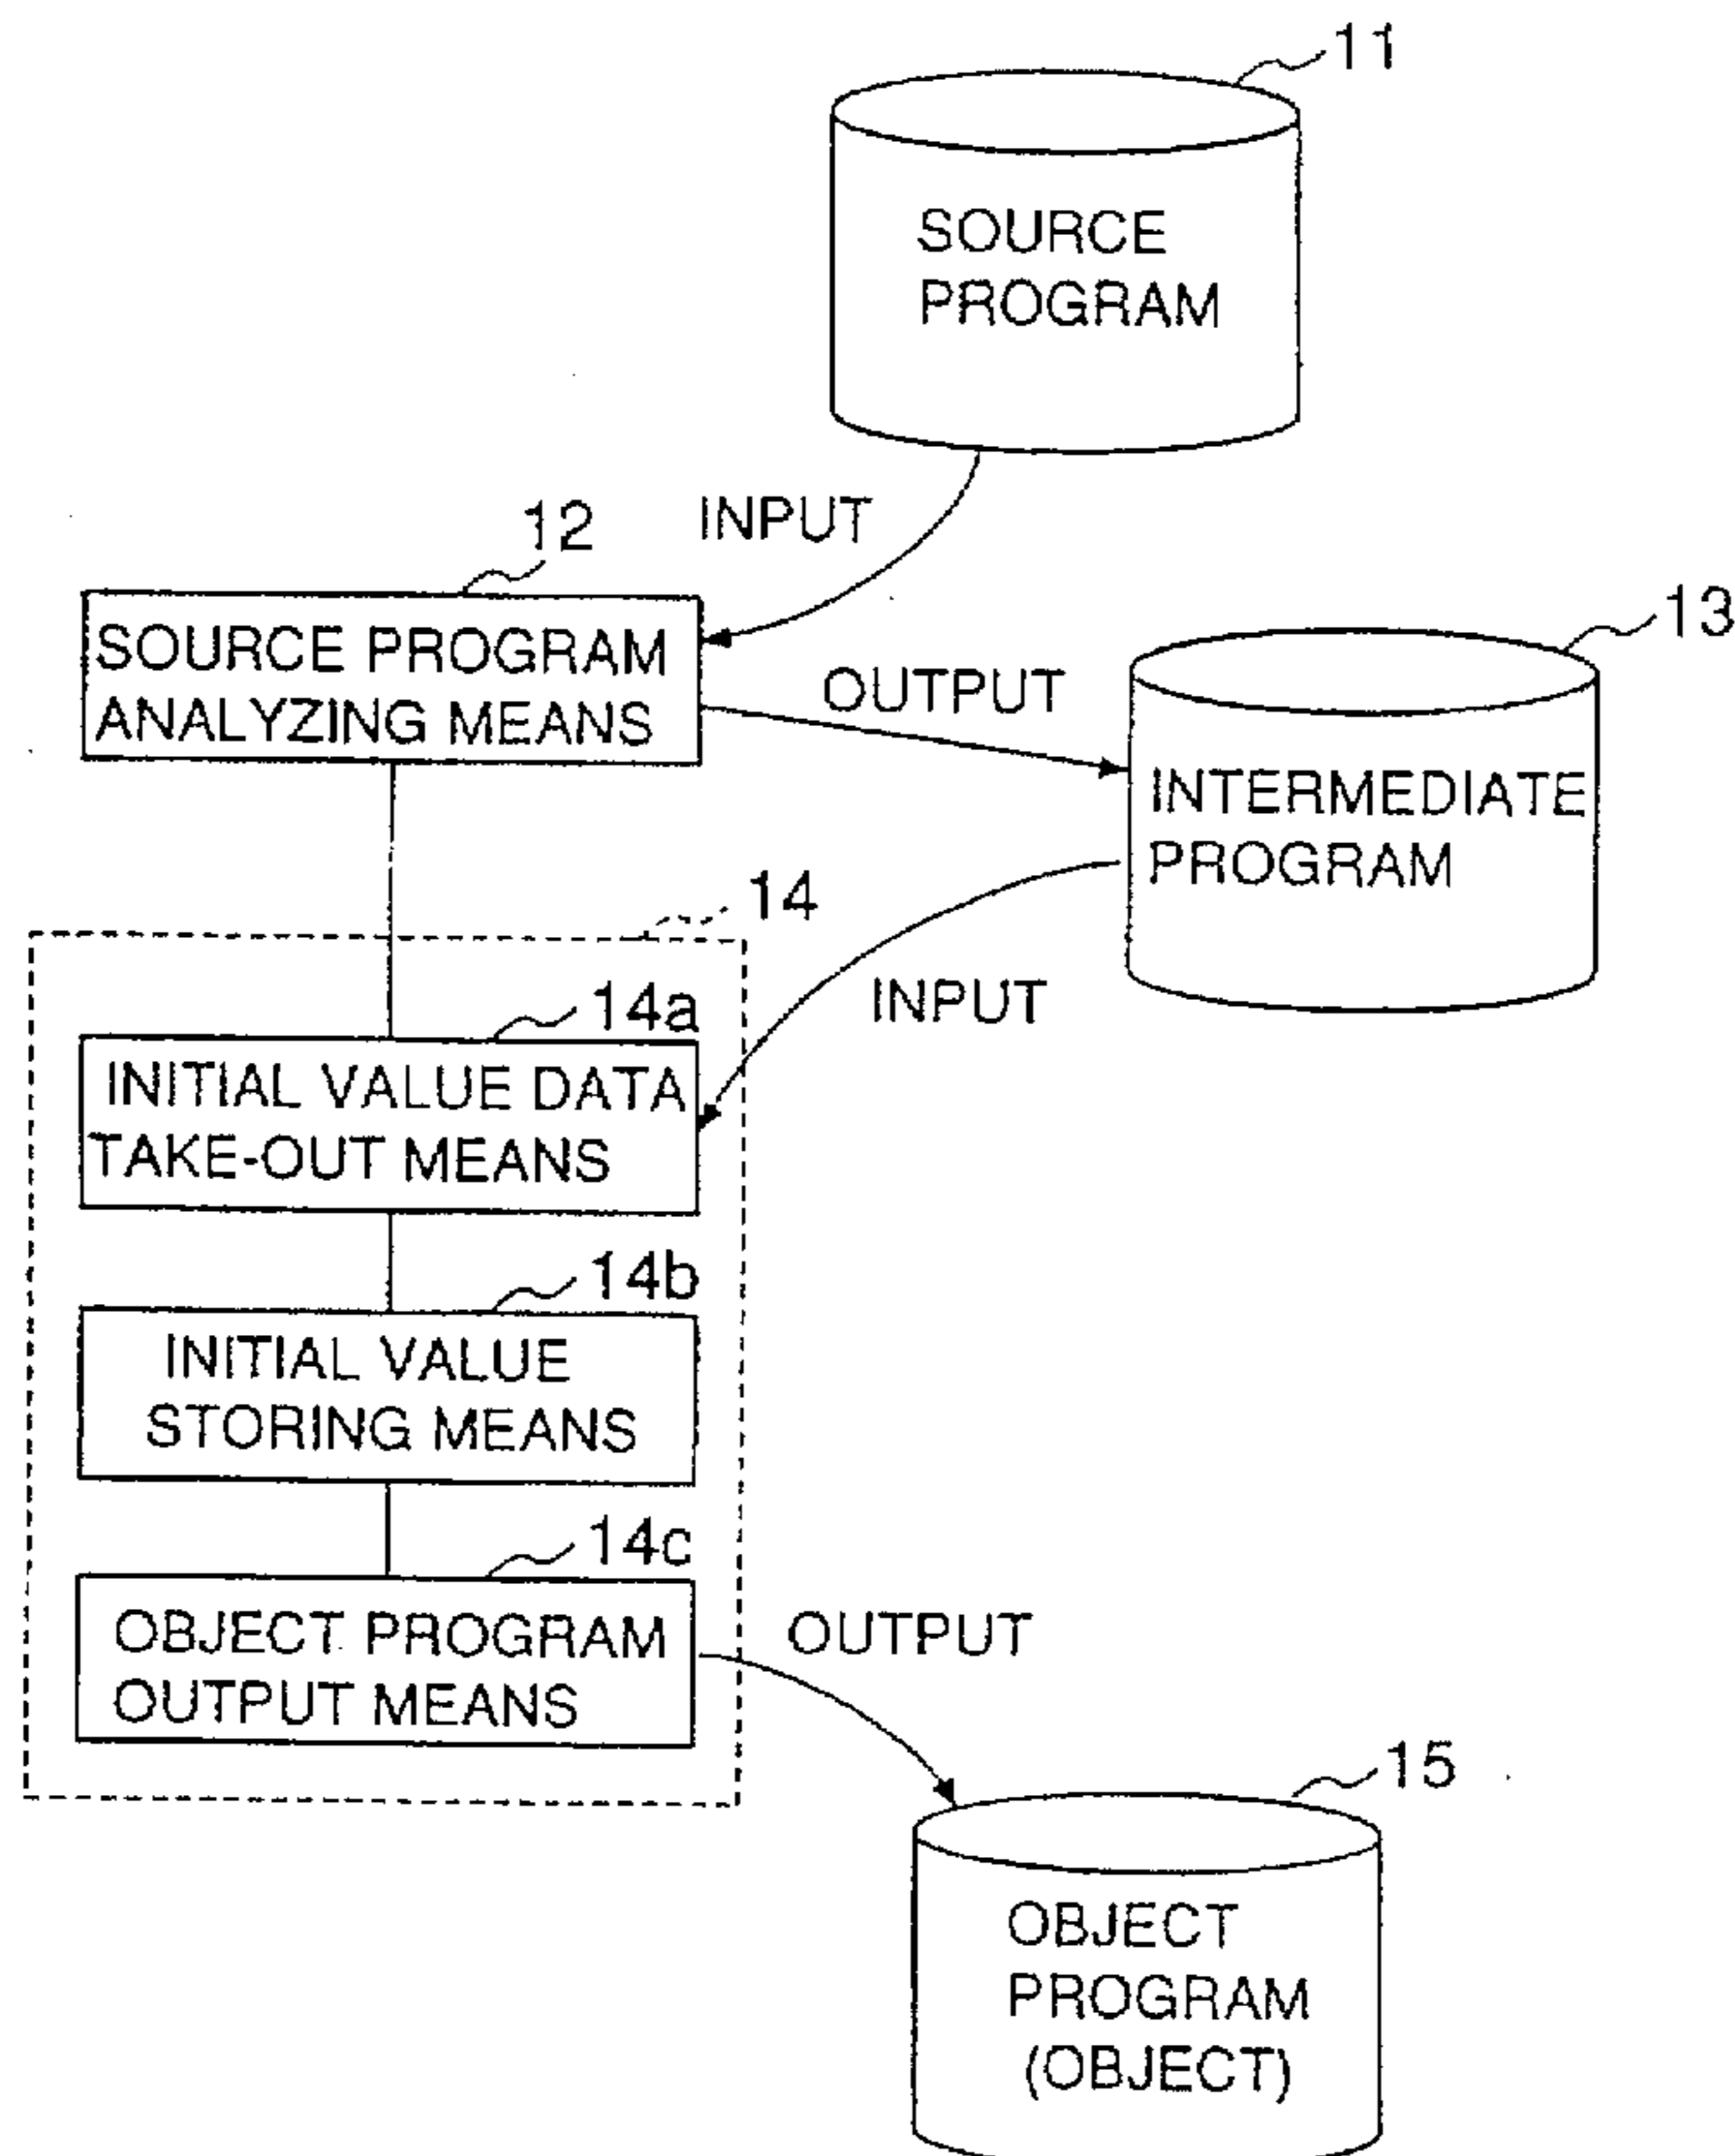 11
SOURCE
PROGRAM
INPUT
12
SOURCE PROGRAM
ANALYZING MEANS
OUTPUT
13
INTERMEDIATE
PROGRAM
INPUT
14
14a
INITIAL VALUE DATA
TAKE-OUT MEANS
14b
INITIAL VALUE
STORING MEANS
14c
OBJECT PROGRAM
OUTPUT MEANS
OUTPUT
15
OBJECT
PROGRAM
(OBJECT)